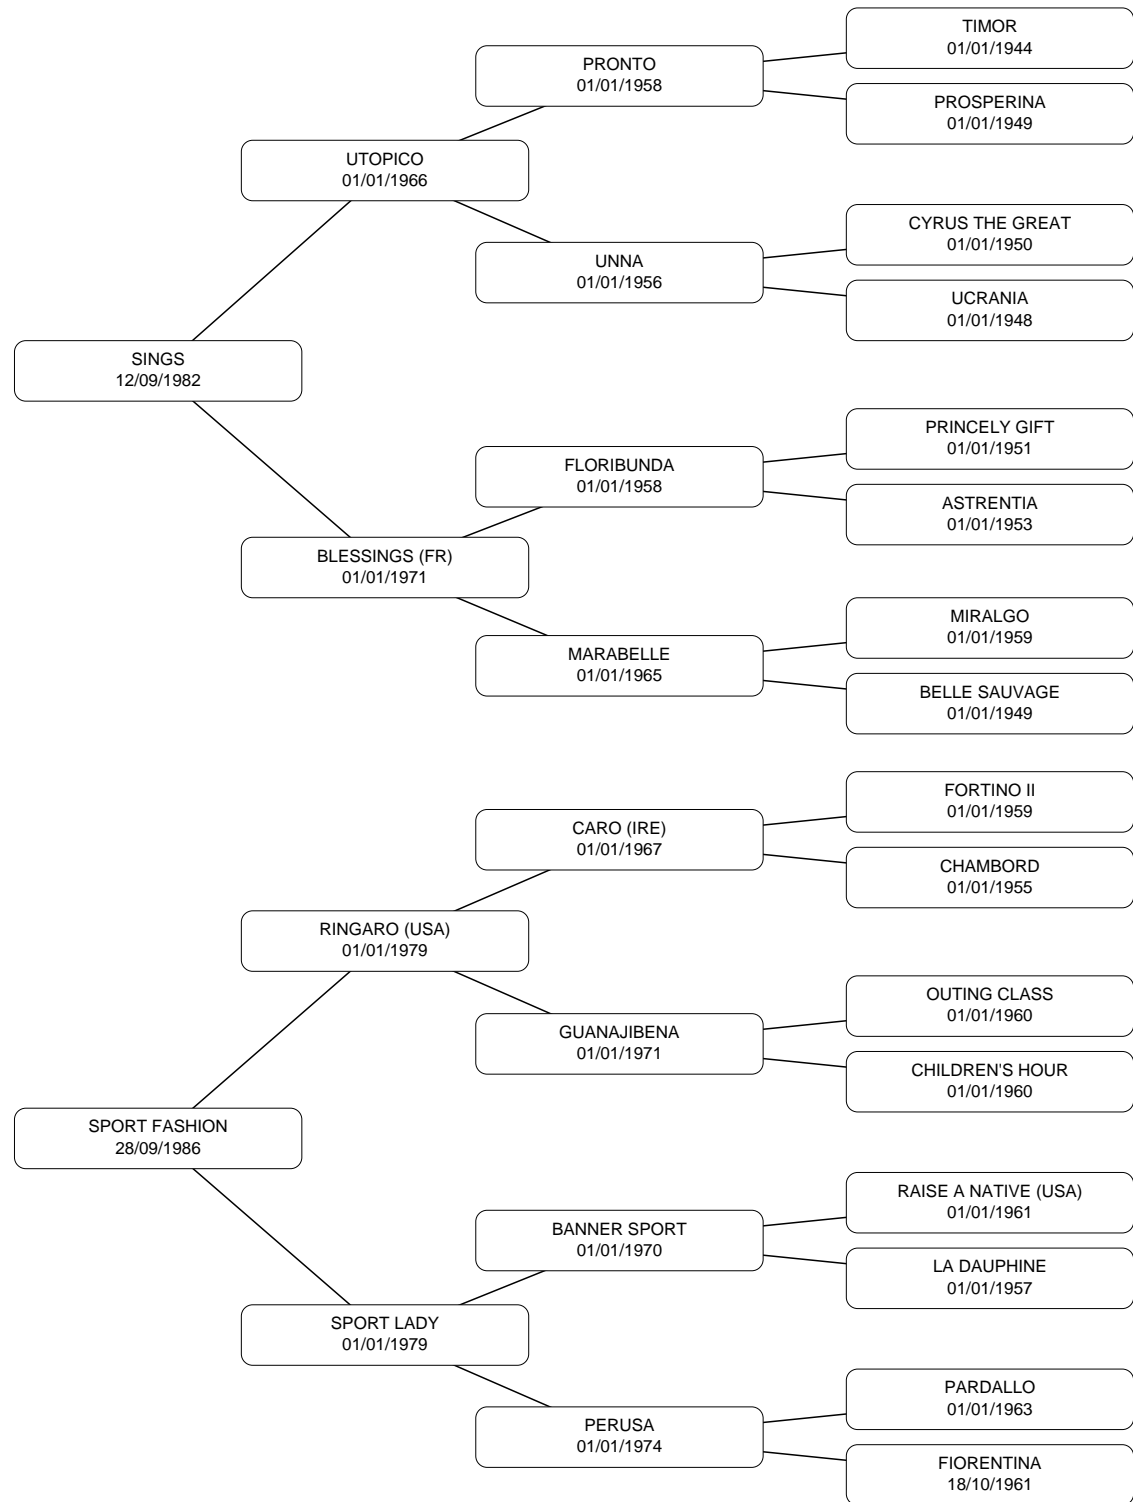 TIMOR
01/01/1944
PRONTO
01/01/1958
PROSPERINA
01/01/1949
UTOPICO
01/01/1966
CYRUS THE GREAT
01/01/1950
UNNA
01/01/1956
UCRANIA
01/01/1948
SINGS
12/09/1982
PRINCELY GIFT
01/01/1951
FLORIBUNDA
01/01/1958
ASTRENTIA
01/01/1953
BLESSINGS (FR)
01/01/1971
MIRALGO
01/01/1959
MARABELLE
01/01/1965
BELLE SAUVAGE
01/01/1949
FORTINO II
01/01/1959
CARO (IRE)
01/01/1967
CHAMBORD
01/01/1955
RINGARO (USA)
01/01/1979
OUTING CLASS
01/01/1960
GUANAJIBENA
01/01/1971
CHILDREN'S HOUR
01/01/1960
SPORT FASHION
28/09/1986
RAISE A NATIVE (USA)
01/01/1961
BANNER SPORT
01/01/1970
LA DAUPHINE
01/01/1957
SPORT LADY
01/01/1979
PARDALLO
01/01/1963
PERUSA
01/01/1974
FIORENTINA
18/10/1961